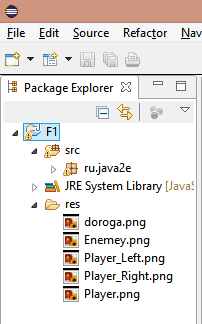 File Edit Source Refactor Nav
Package Explorer
F1
src
ru.java2e
JRE System Library [JavaS
res
doroga.png
Enemey.png
Player_Left.png
Player_Right.png
Player.png